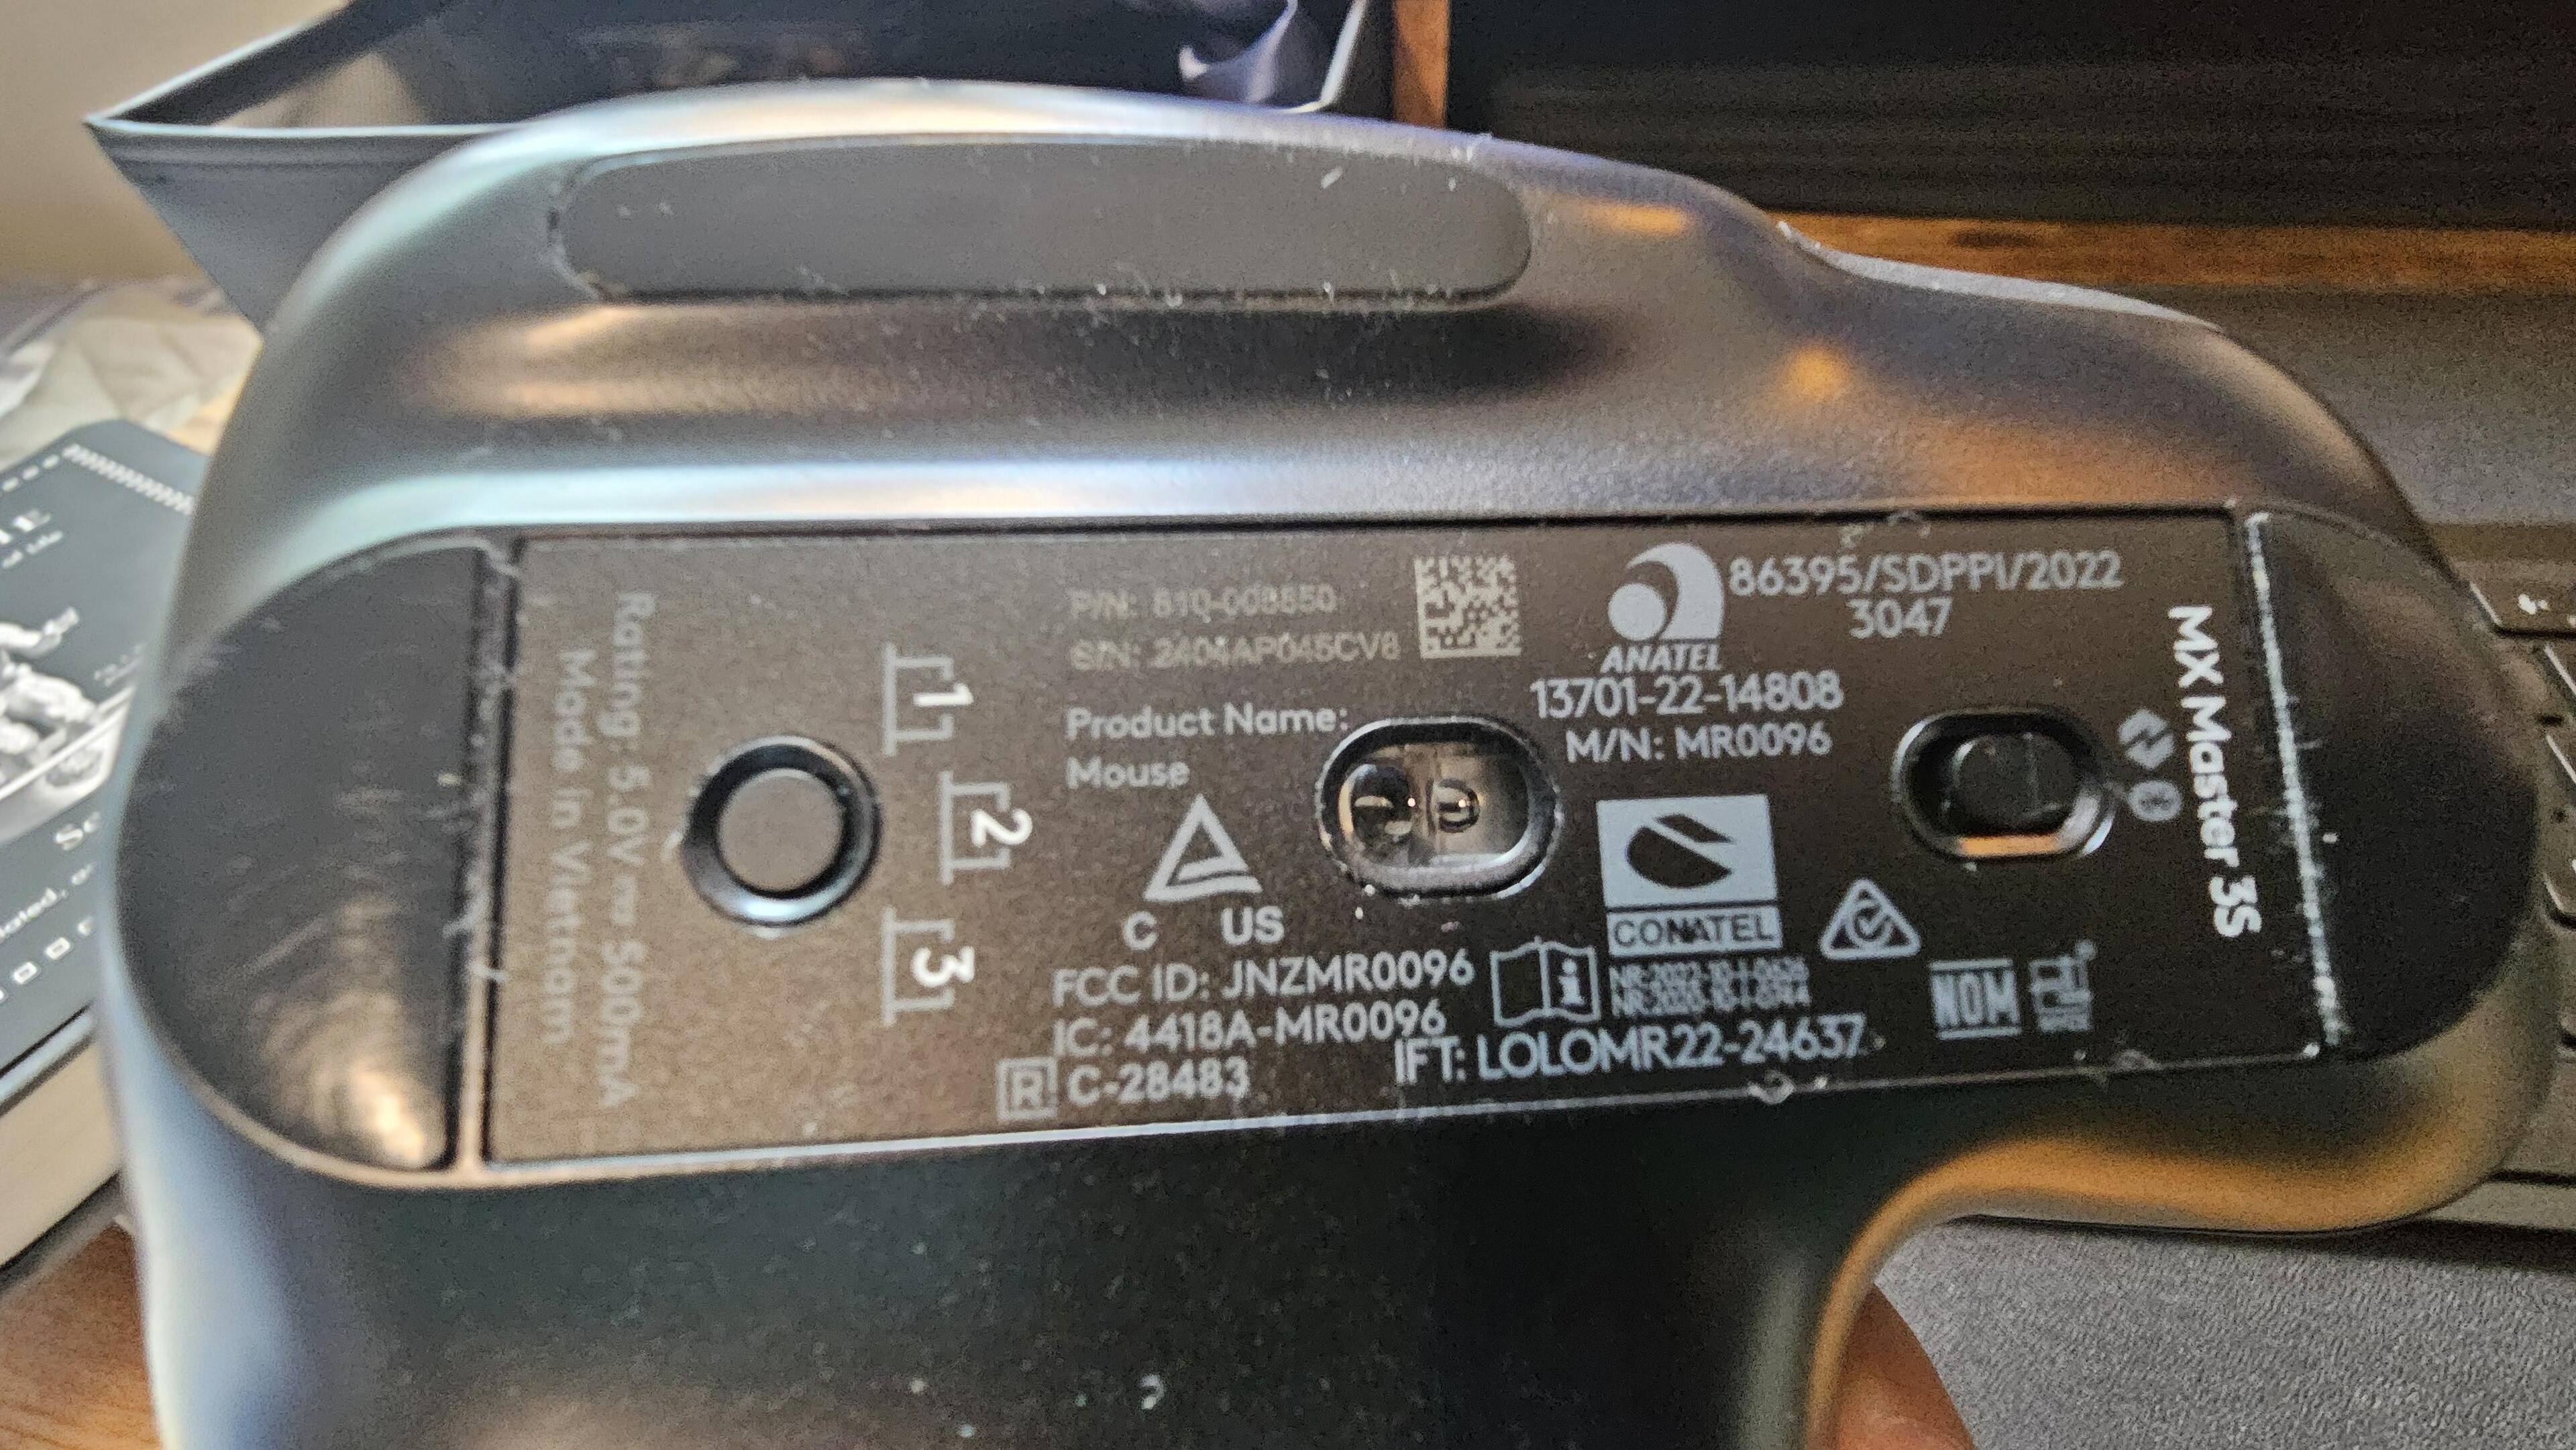 P/N: 810-008550
S/N: 2404AP045CV8
Product Name:
Mouse
C US
FCC ID: JNZMR0096
IC: 4418A-MR0096
R C-28483
ANATEL
86395/SDPPI/2022
3047
13701-22-14808
M/N: MR0096
CONATEL
IFT: LOLOMR22-24637
NOM
MX Master 3S
1
2
3
Rating: 5.0V 500mA
Made in Vietnam